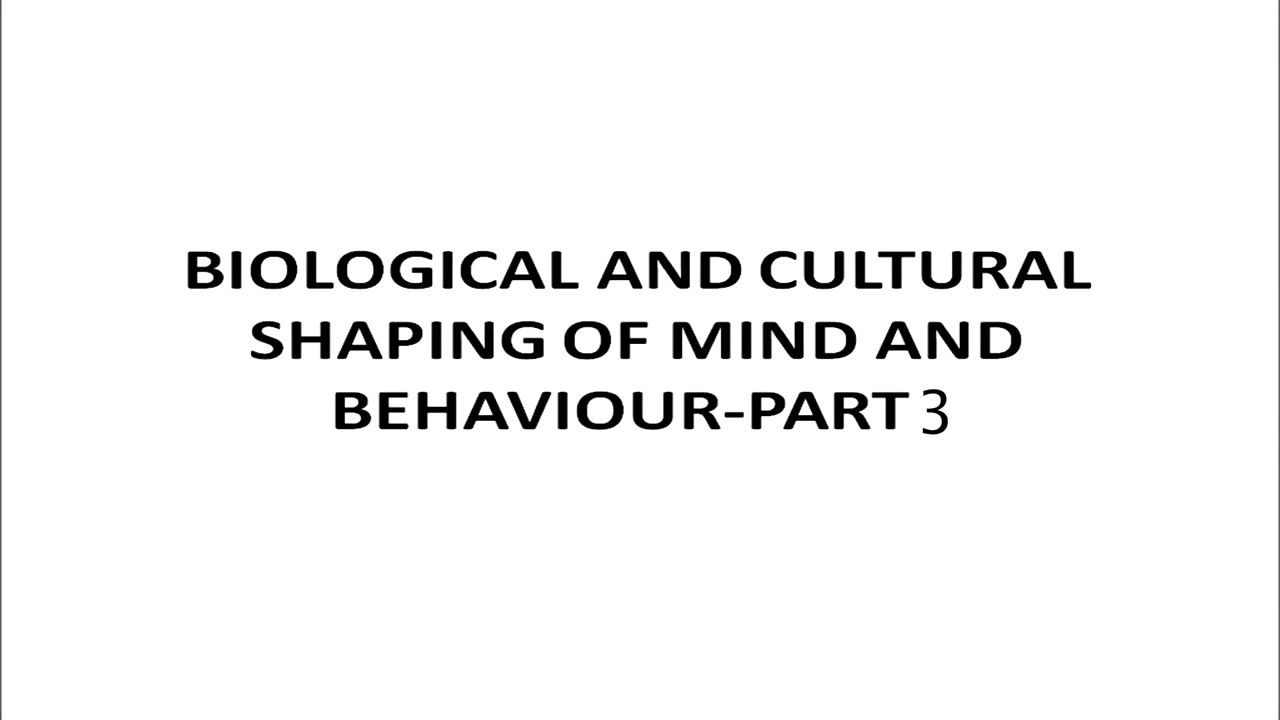 BIOLOGICAL AND CULTURAL
SHAPING OF MIND AND
BEHAVIOUR-PART 3